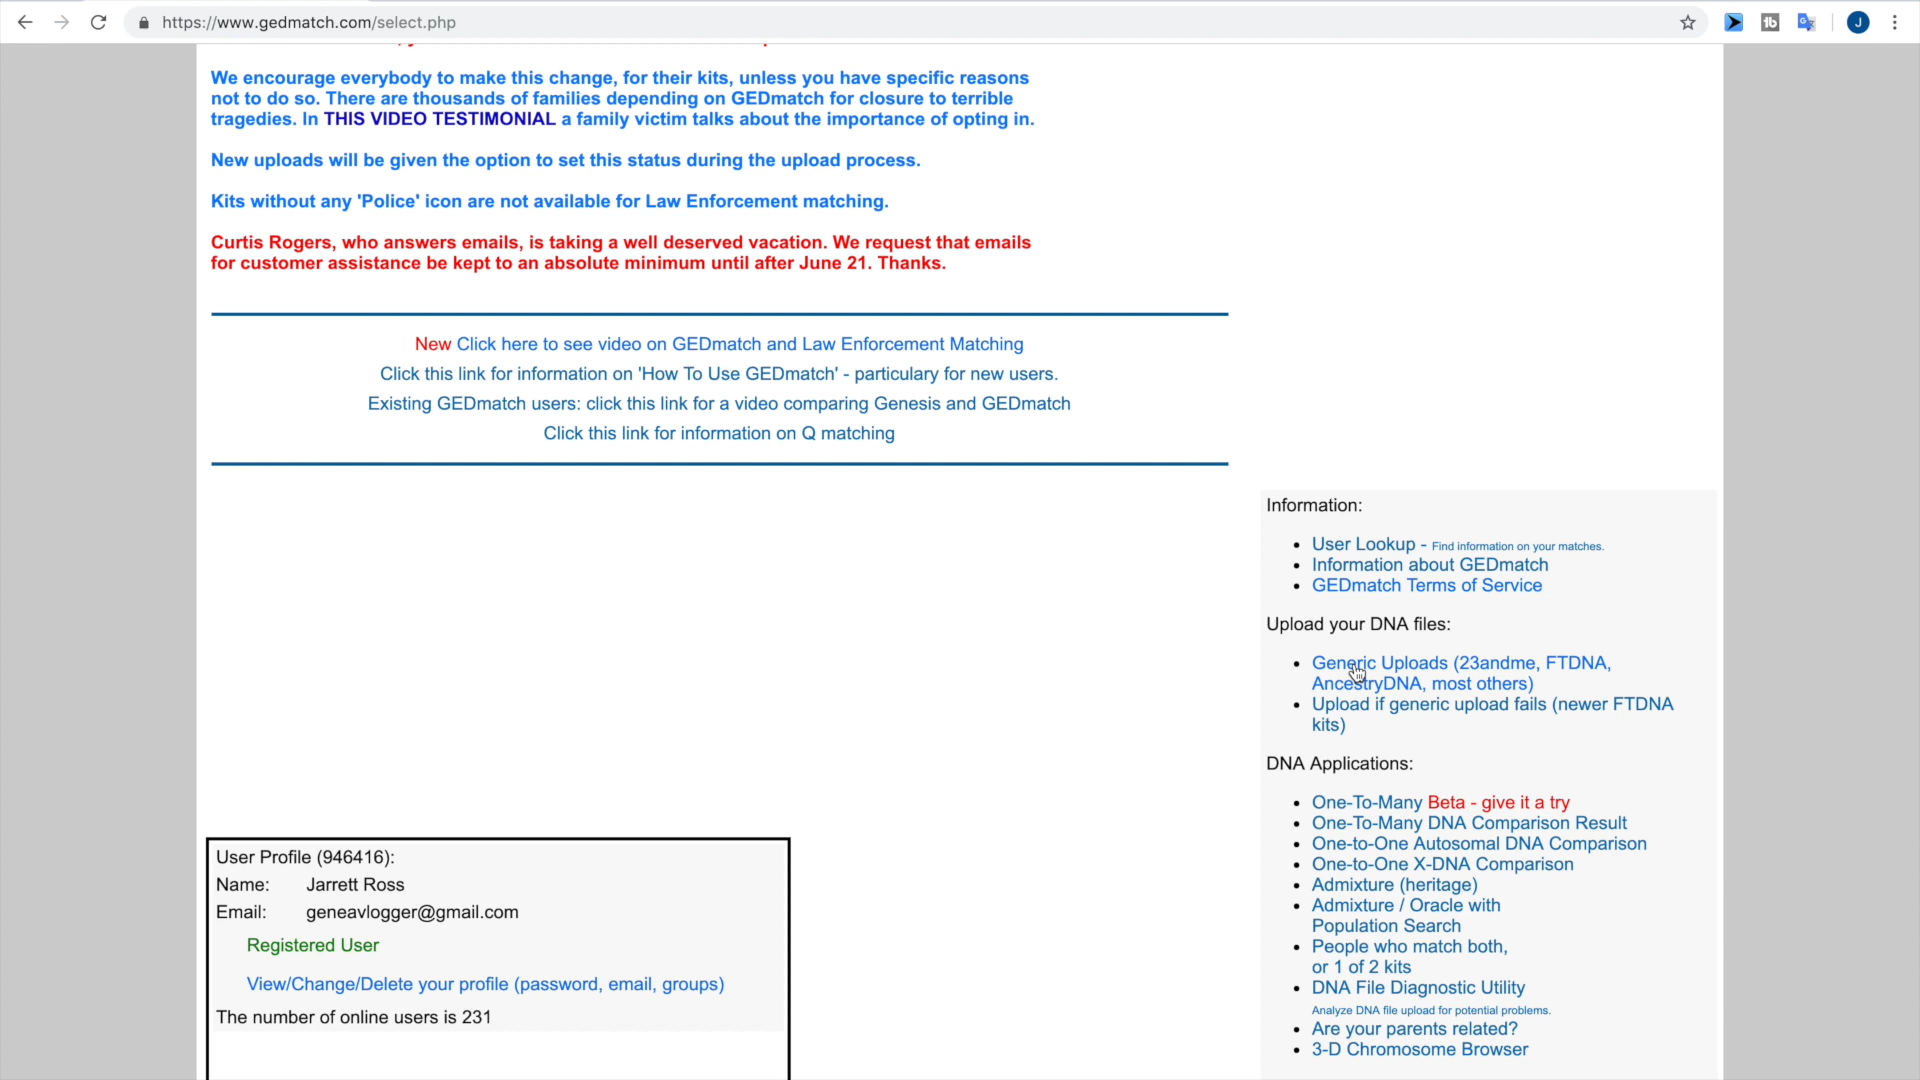 https://www.gedmatch.com/select.php
J
We encourage everybody to make this change, for their kits, unless you have specific reasons
not to do so. There are thousands of families depending on GEDmatch for closure to terrible
tragedies. In THIS VIDEO TESTIMONIAL a family victim talks about the importance of opting in.
New uploads will be given the option to set this status during the upload process.
Kits without any 'Police' icon are not available for Law Enforcement matching.
Curtis Rogers, who answers emails, is taking a well deserved vacation. We request that emails
for customer assistance be kept to an absolute minimum until after June 21. Thanks.
New Click here to see video on GEDmatch and Law Enforcement Matching
Click this link for information on 'How To Use GEDmatch' - particulary for new users.
Existing GEDmatch users: click this link for a video comparing Genesis and GEDmatch
Click this link for information on Q matching
Information:
User Lookup - Find information on your matches.
Information about GEDmatch
GEDmatch Terms of Service
Upload your DNA files:
Generic Uploads (23andme, FTDNA,
AncestryDNA, most others)
Upload if generic upload fails (newer FTDNA
kits)
DNA Applications:
One-To-Many Beta - give it a try
One-To-Many DNA Comparison Result
One-to-One Autosomal DNA Comparison
One-to-One X-DNA Comparison
Admixture (heritage)
Admixture / Oracle with
Population Search
People who match both,
or 1 of 2 kits
DNA File Diagnostic Utility
Analyze DNA file upload for potential problems.
Are your parents related?
3-D Chromosome Browser
User Profile (946416):
Name: Jarrett Ross
Email: geneavlogger@gmail.com
Registered User
View/Change/Delete your profile (password, email, groups)
The number of online users is 231